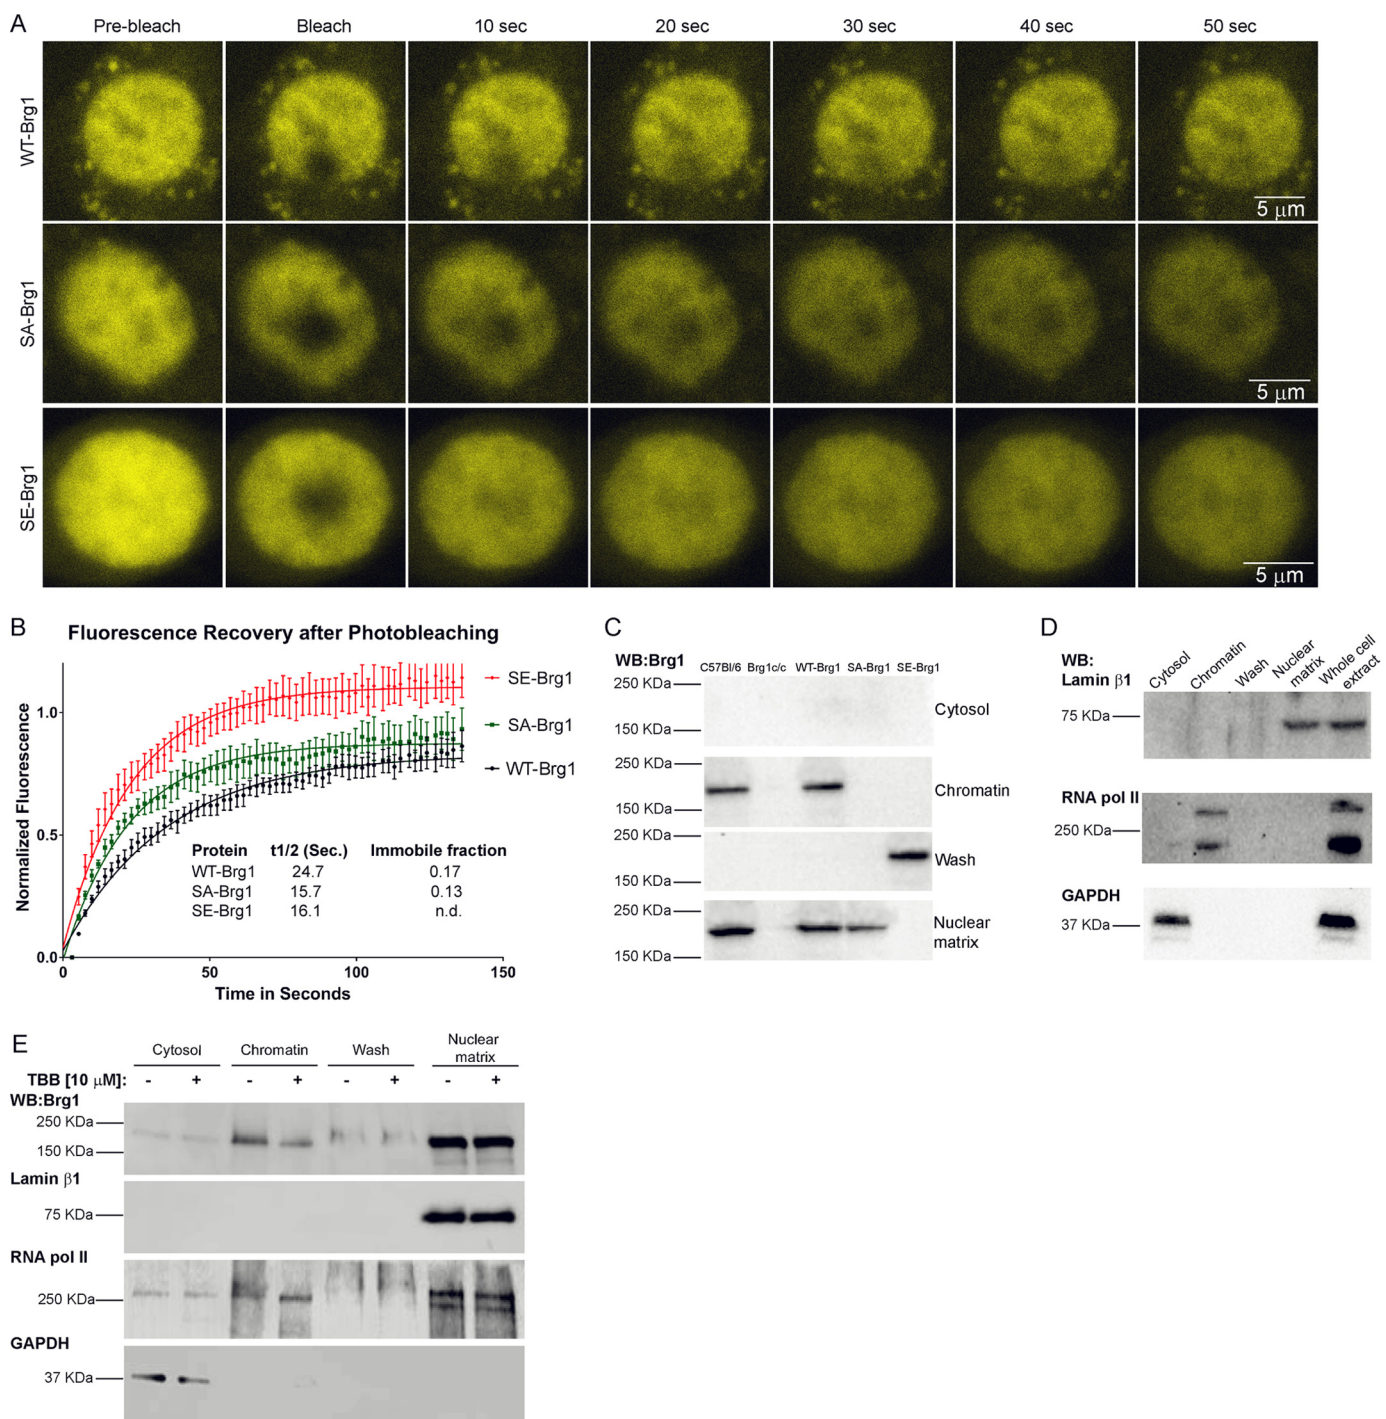 A
Pre-bleach Bleach 10 sec 20 sec 30 sec 40 sec 50 sec
WT-Brg1
5 μm
SA-Brg1
5 μm
SE-Brg1
5 μm
B
Fluorescence Recovery after Photobleaching
Normalized Fluorescence
1.0
0.5
0.0
0 50 100 150
Time in Seconds
SE-Brg1
SA-Brg1
WT-Brg1
Protein t1/2 (Sec.) Immobile fraction
WT-Brg1 24.7 0.17
SA-Brg1 15.7 0.13
SE-Brg1 16.1 n.d.
C
WB:Brg1
C57Bl/6 Brg1c/c WT-Brg1 SA-Brg1 SE-Brg1
250 KDa
150 KDa
Cytosol
250 KDa
150 KDa
Chromatin
250 KDa
150 KDa
Wash
250 KDa
150 KDa
Nuclear
matrix
D
WB:
Lamin β1
Cytosol
Chromatin
Wash
Nuclear
matrix
Whole cell
extract
75 KDa
RNA pol II
250 KDa
GAPDH
37 KDa
E
Cytosol Chromatin Wash Nuclear
matrix
TBB [10 μM]: - + - + - + - +
WB:Brg1
250 KDa
150 KDa
Lamin β1
75 KDa
RNA pol II
250 KDa
GAPDH
37 KDa